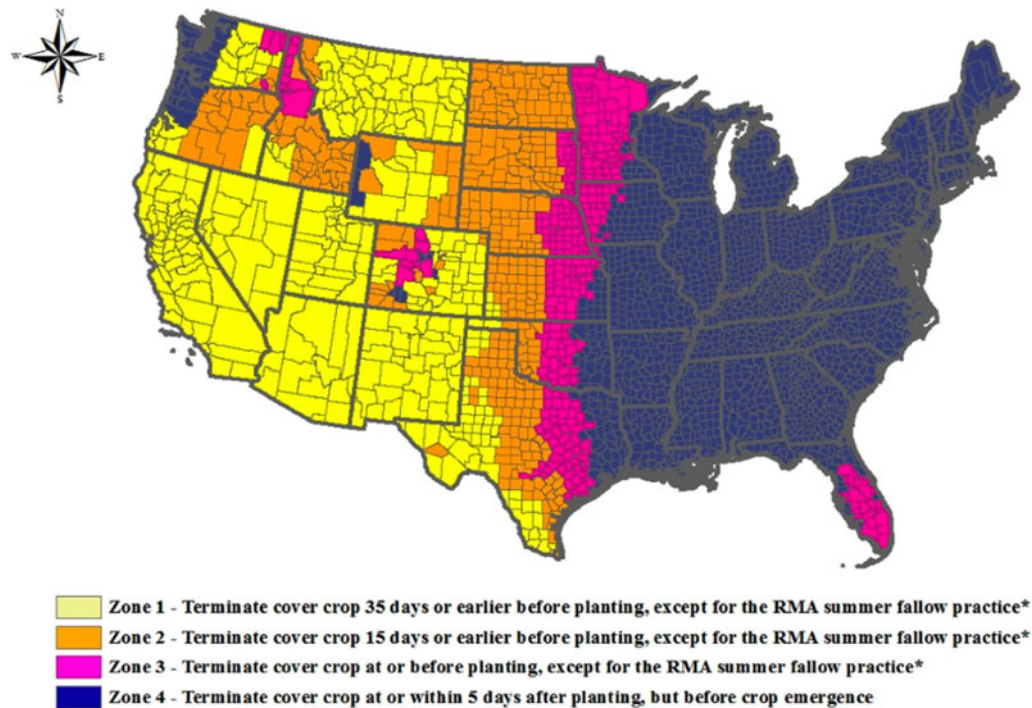 N
W
E
S
Zone 1 - Terminate cover crop 35 days or earlier before planting, except for the RMA summer fallow practice*
Zone 2 - Terminate cover crop 15 days or earlier before planting, except for the RMA summer fallow practice*
Zone 3 - Terminate cover crop at or before planting, except for the RMA summer fallow practice*
Zone 4 - Terminate cover crop at or within 5 days after planting, but before crop emergence